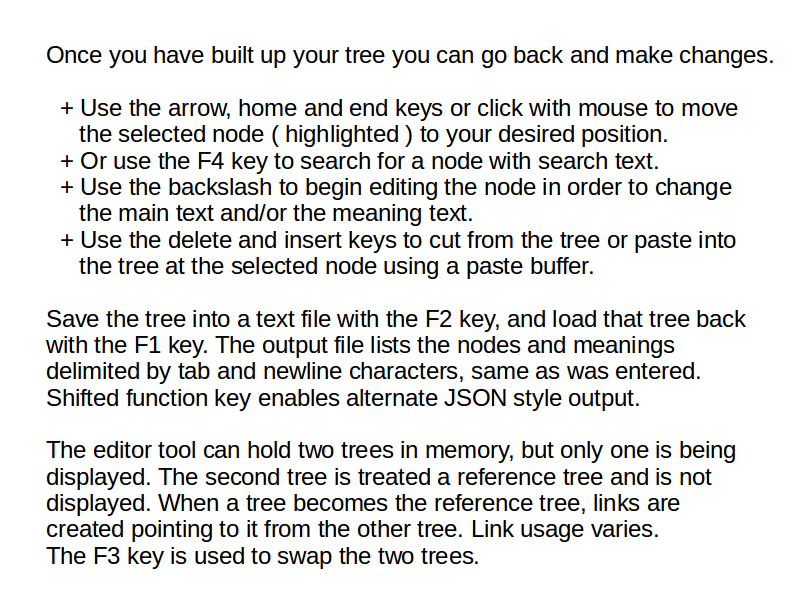 Once you have built up your tree you can go back and make changes.
+ Use the arrow, home and end keys or click with mouse to move
the selected node ( highlighted ) to your desired position.
+ Or use the F4 key to search for a node with search text.
+ Use the backslash to begin editing the node in order to change
the main text and/or the meaning text.
+ Use the delete and insert keys to cut from the tree or paste into
the tree at the selected node using a paste buffer.
Save the tree into a text file with the F2 key, and load that tree back
with the F1 key. The output file lists the nodes and meanings
delimited by tab and newline characters, same as was entered.
Shifted function key enables alternate JSON style output.
The editor tool can hold two trees in memory, but only one is being
displayed. The second tree is treated a reference tree and is not
displayed. When a tree becomes the reference tree, links are
created pointing to it from the other tree. Link usage varies.
The F3 key is used to swap the two trees.